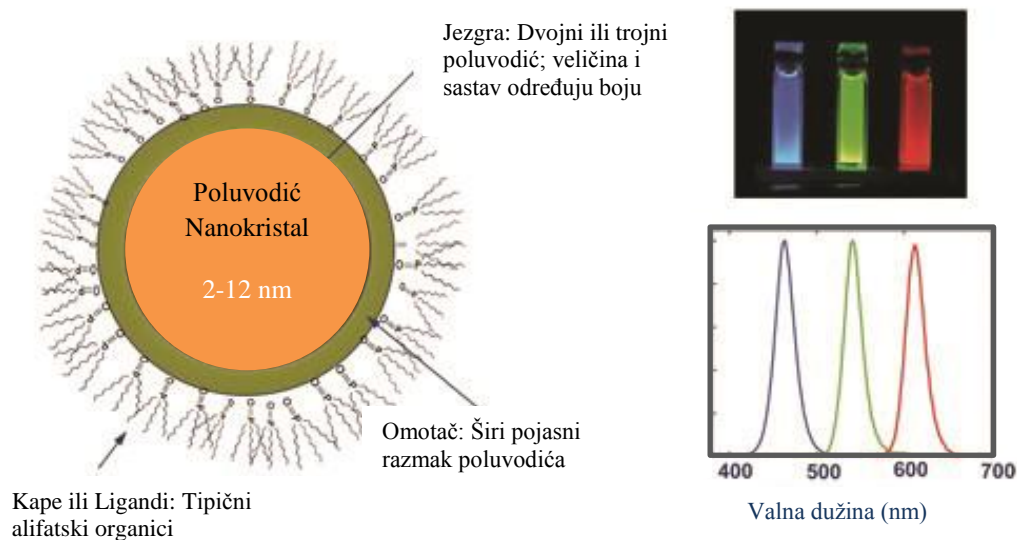 Jezgra: Dvojni ili trojni
poluvodić; veličina i
sastav određuju boju
Poluvodić
Nanokristal
2-12 nm
Omotač: Širi pojasni
razmak poluvodića
Kape ili Ligandi: Tipični
alifatski organici
400 500 600 700
Valna dužina (nm)